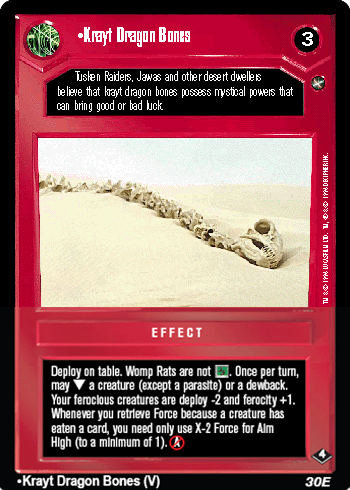 •Krayt Dragon Bones
3
Tusken Raiders, Jawas and other desert dwellers
believe that krayt dragon bones possess mystical powers that
can bring good or bad luck.
EFFECT
Deploy on table. Womp Rats are not . Once per turn,
may ▼ a creature (except a parasite) or a dewback.
Your ferocious creatures are deploy -2 and ferocity +1.
Whenever you retrieve Force because a creature has
eaten a card, you need only use X-2 Force for Aim
High (to a minimum of 1). A
4
•Krayt Dragon Bones (V)
30E